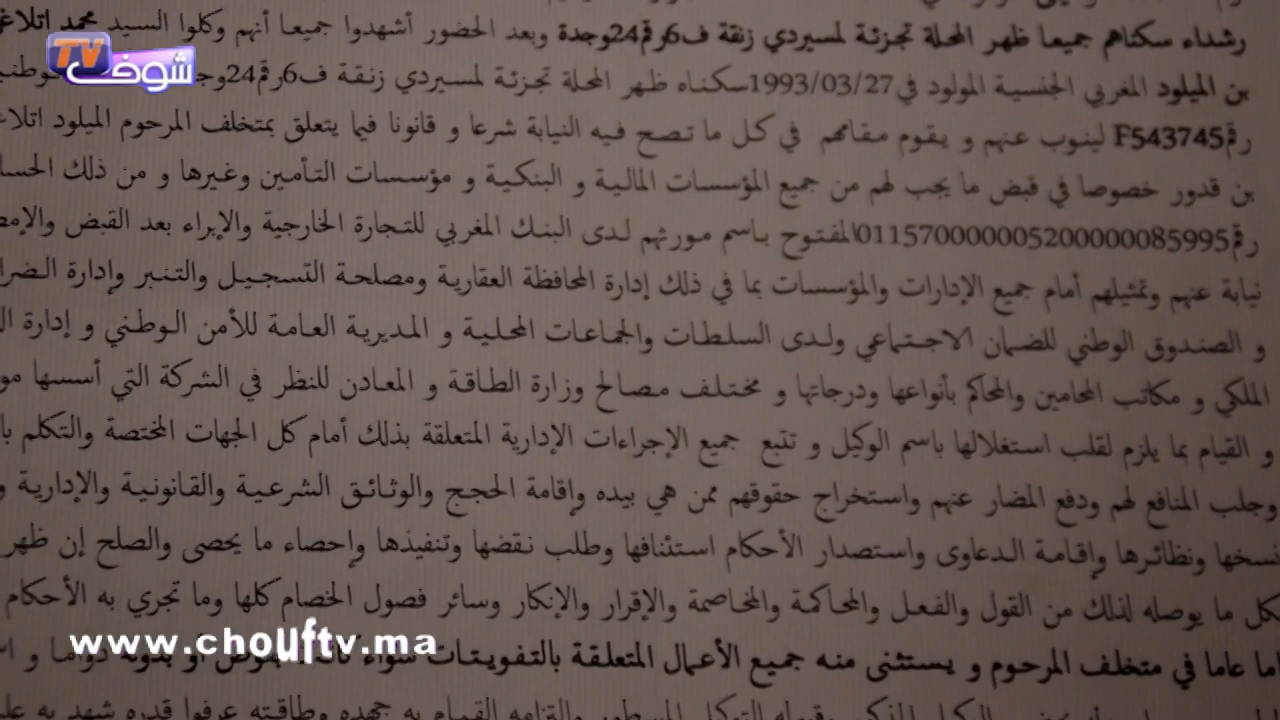 رشداء سكناهم جميعا ظهر المحلة تجزئة لمسيردي زنقة ف6رقم24وجدة وبعد الحضور أشهدوا جميعا أنهم وكلوا السيد محمد
TV شوف
بن الميلود المغربي الجنسية المولود في 1993/03/27سكناه ظهر المحلة تجزئة لمسيردي زنقة ف6رقم24
رقمF543745 لينوب عنهم و يقوم مقامهم في كل ما تصح فيه النيابة شرعا و قانونا فيما يتعلق بمتخلف المرحوم الميلود
بن قدور خصوصا في قبض ما يجب لهم من جميع المؤسسات المالية و البنكية و مؤسسات التأمين وغيرها و من ذلك
رقم011570000005200000085995المفتوح باسم مورثهم لدى البنك المغربي للتجارة الخارجية والإبراء بعد القبض
نيابة عنهم وتمثيلهم أمام جميع الإدارات والمؤسسات بما في ذلك إدارة المحافظة العقارية ومصلحة التسجيل والتنبر وإدارة
و الصندوق الوطني للضمان الاجتماعي ولدى السلطات والجماعات المحلية و المديرية العامة للأمن الوطني و إدارة
الملكي و مكاتب المحامين والمحاكم بأنواعها ودرجاتها و مختلف مصالح وزارة الطاقة و المعادن للنظر في الشركة التي أسسها
و القيام بما يلزم لقلب استغلالها باسم الوكيل و تتبع جميع الإجراءات الإدارية المتعلقة بذلك أمام كل الجهات المختصة والتكلم
وجلب المنافع لهم ودفع المضار عنهم واستخراج حقوقهم ممن هي بيده وإقامة الحجج والوثائق الشرعية والقانونية والإدارية
نسخها ونظائرها وإقامة الدعاوى واستصدار الأحكام استئنافها وطلب نقضها وتنفيذها وإحصاء ما يحصى والصلح إن ظهر
بكل ما يوصله لذلك من القول والفعل والمحاكمة والمخاصمة والإقرار والإنكار وسائر فصول الخصام كلها وما تجري به الأحكام
www.chouftv.ma
عاما في متخلف المرحوم و يستثنى منه جميع الأعمال المتعلقة بالتفويتات سواء